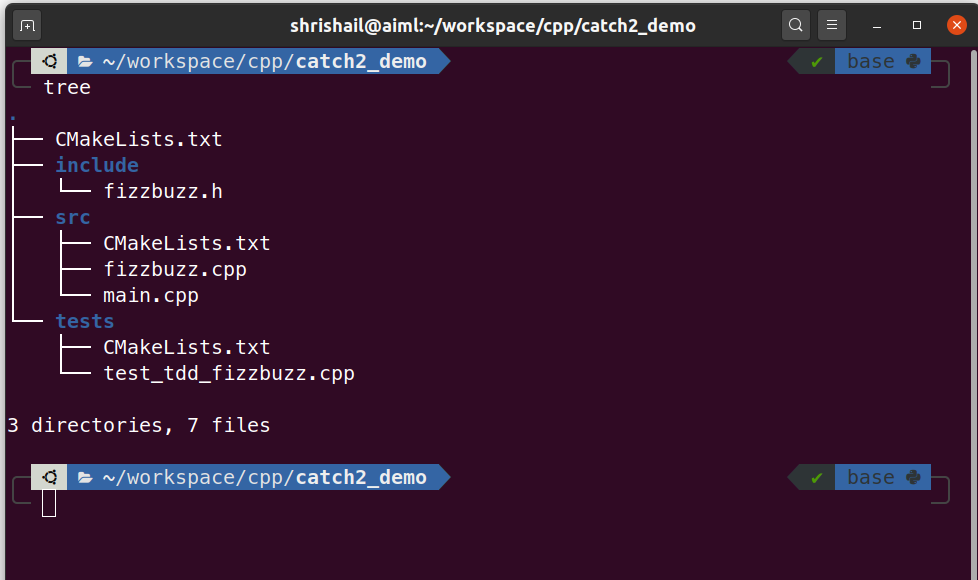 shrishail@aiml:~/workspace/cpp/catch2_demo
~/workspace/cpp/catch2_demo ✔ base
tree
.
├── CMakeLists.txt
├── include
│   └── fizzbuzz.h
├── src
│   ├── CMakeLists.txt
│   ├── fizzbuzz.cpp
│   └── main.cpp
└── tests
    ├── CMakeLists.txt
    └── test_tdd_fizzbuzz.cpp
3 directories, 7 files
~/workspace/cpp/catch2_demo ✔ base